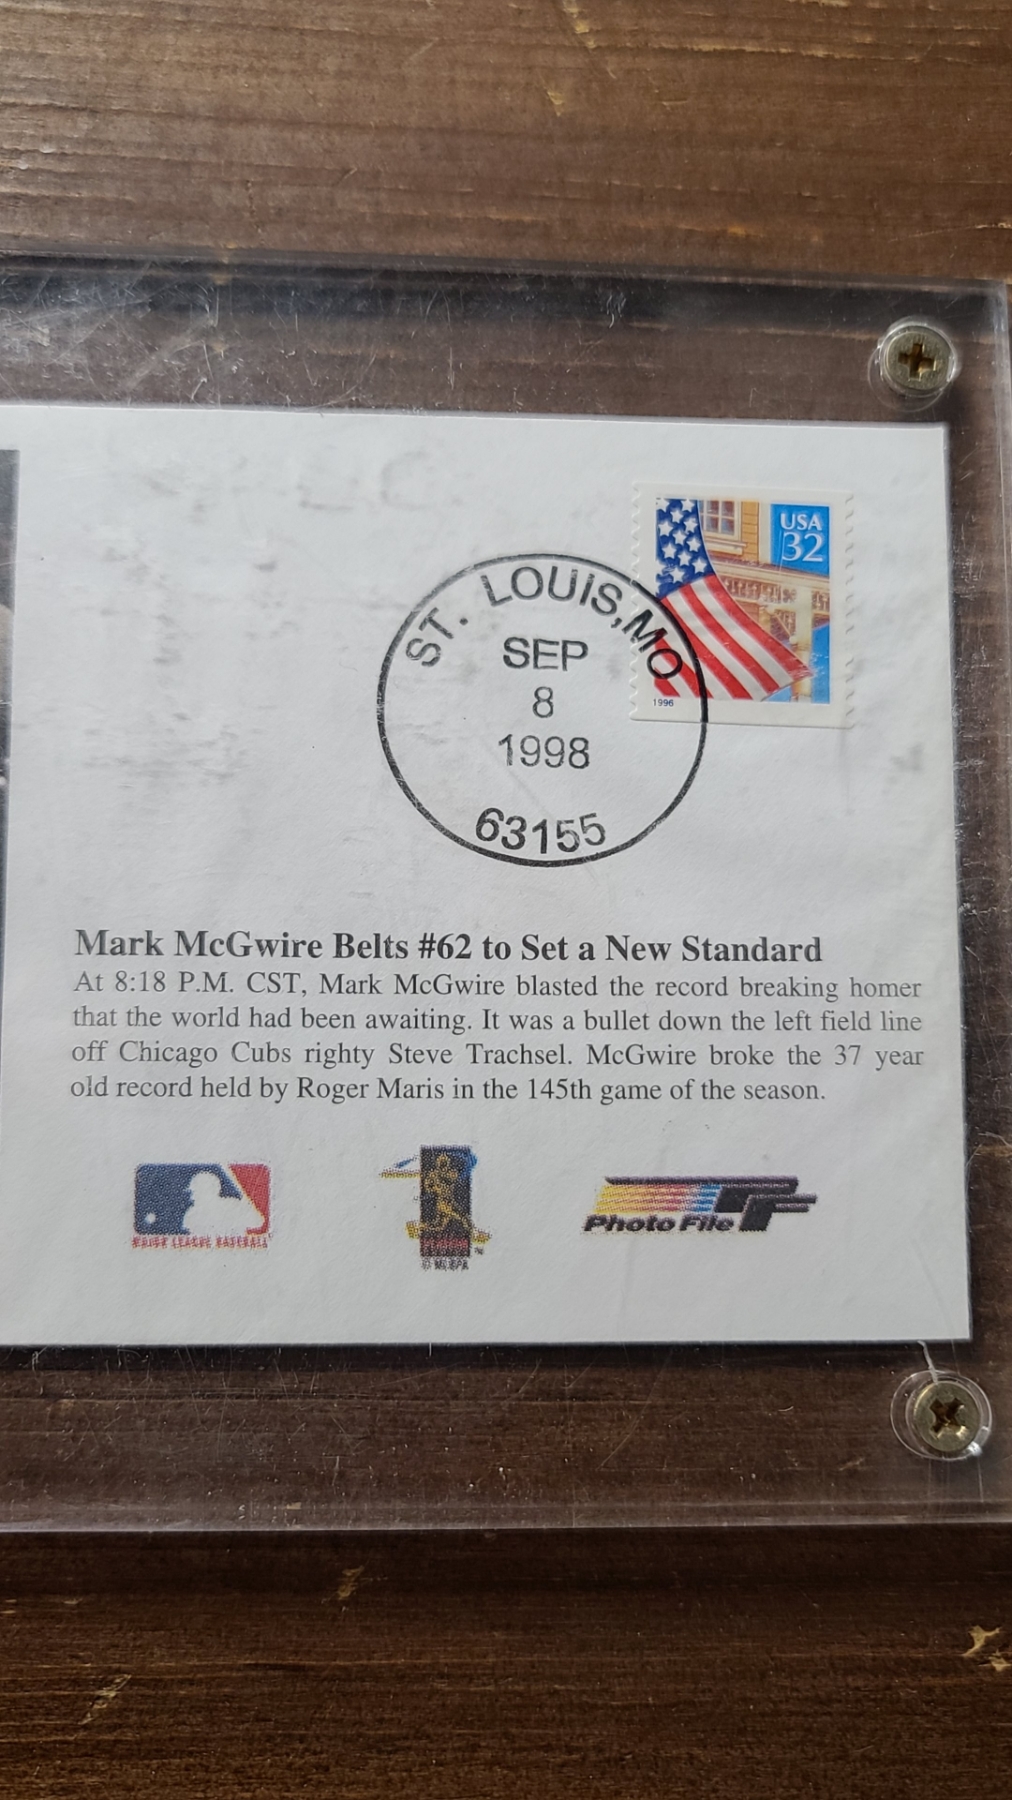 USA
32
1996
ST. LOUIS, MO
SEP
8
1998
63155
Mark McGwire Belts #62 to Set a New Standard
At 8:18 P.M. CST, Mark McGwire blasted the record breaking homer
that the world had been awaiting. It was a bullet down the left field line
off Chicago Cubs righty Steve Trachsel. McGwire broke the 37 year
old record held by Roger Maris in the 145th game of the season.
MAJOR LEAGUE BASEBALL
TM
© MLBPA
Photo File